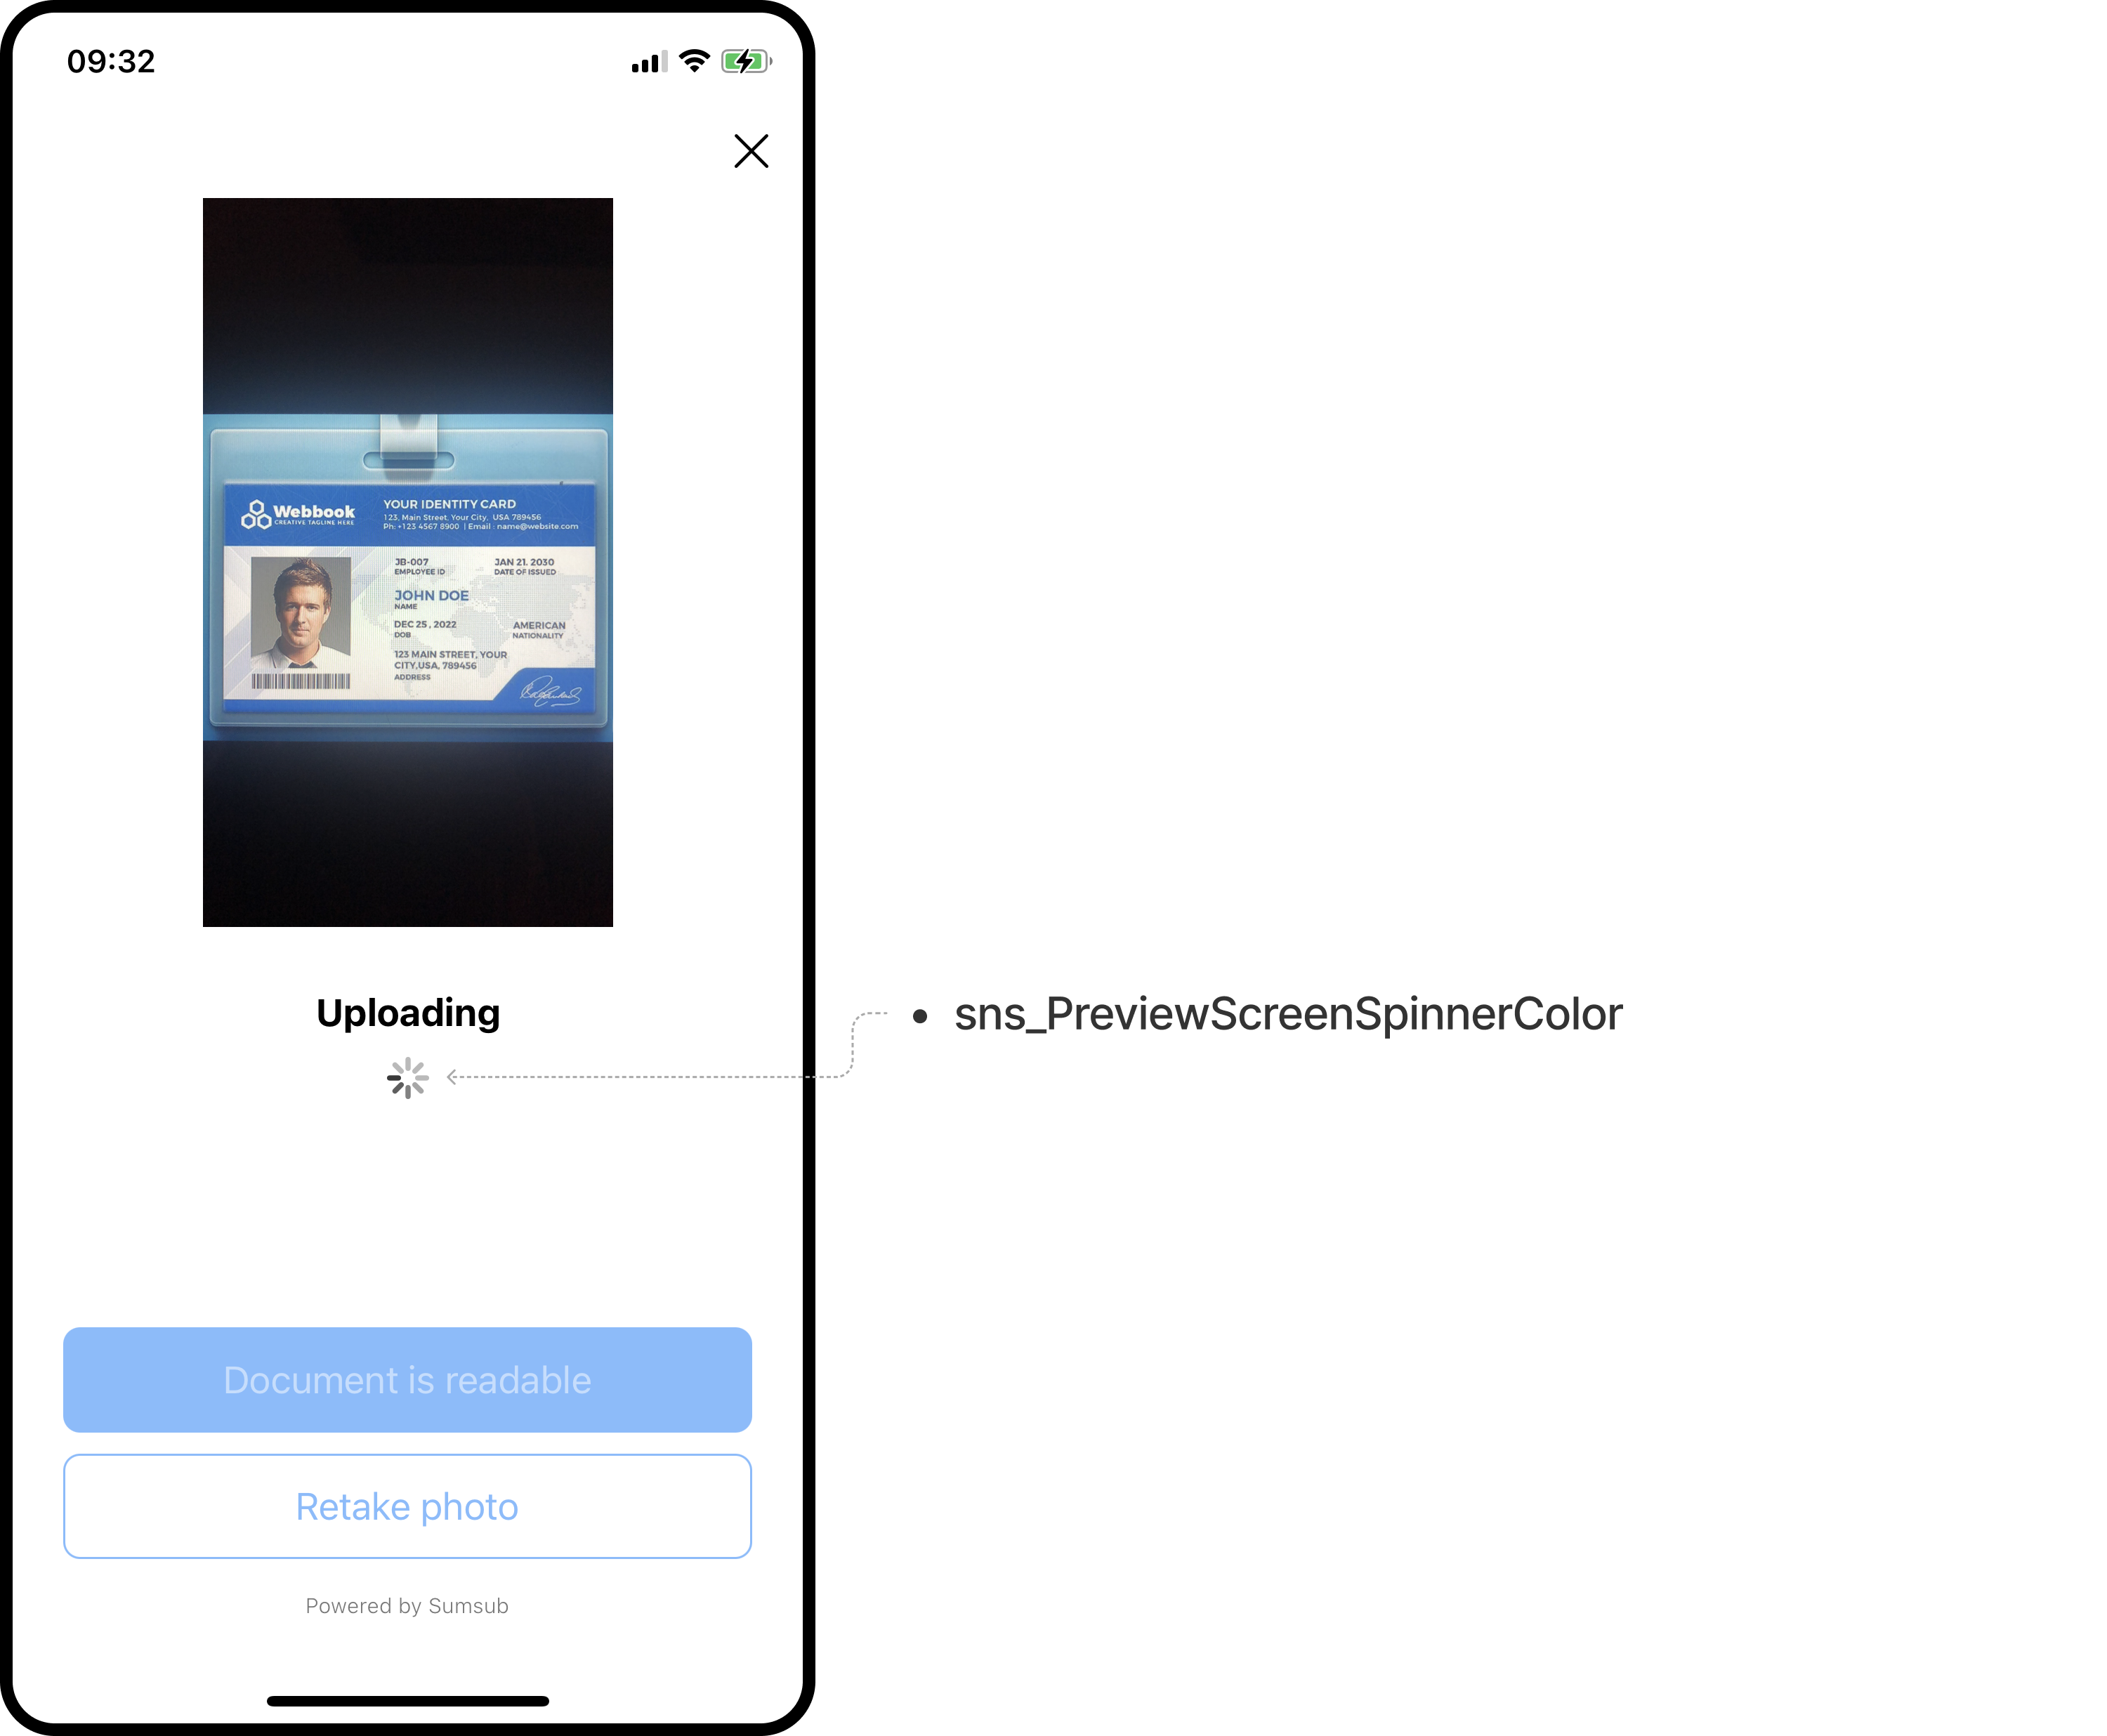 09:32
Webbook
CREATIVE TAGLINE HERE
YOUR IDENTITY CARD
123, Main Street, Your City, USA 789456
Ph: +123 4567 8900 | Email : name@website.com
JB-007
EMPLOYEE ID
JAN 21. 2030
DATE OF ISSUED
JOHN DOE
NAME
DEC 25 , 2022
DOB
AMERICAN
NATIONALITY
123 MAIN STREET, YOUR
CITY,USA, 789456
ADDRESS
Uploading
• sns_PreviewScreenSpinnerColor
Document is readable
Retake photo
Powered by Sumsub